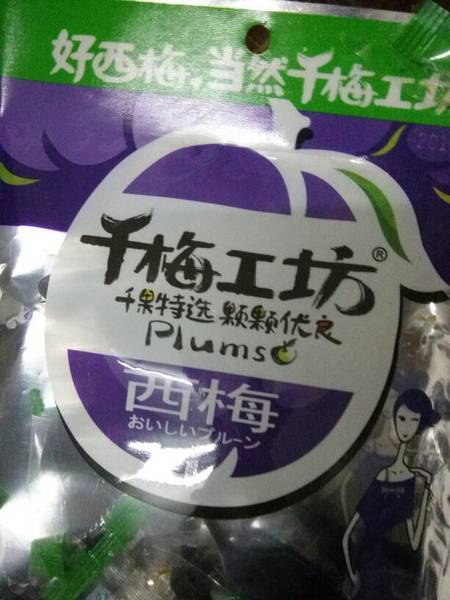 好西梅,当然千梅工坊
千梅工坊®
千果特选 颗颗优良
Plums
西梅
おいしいプルーン